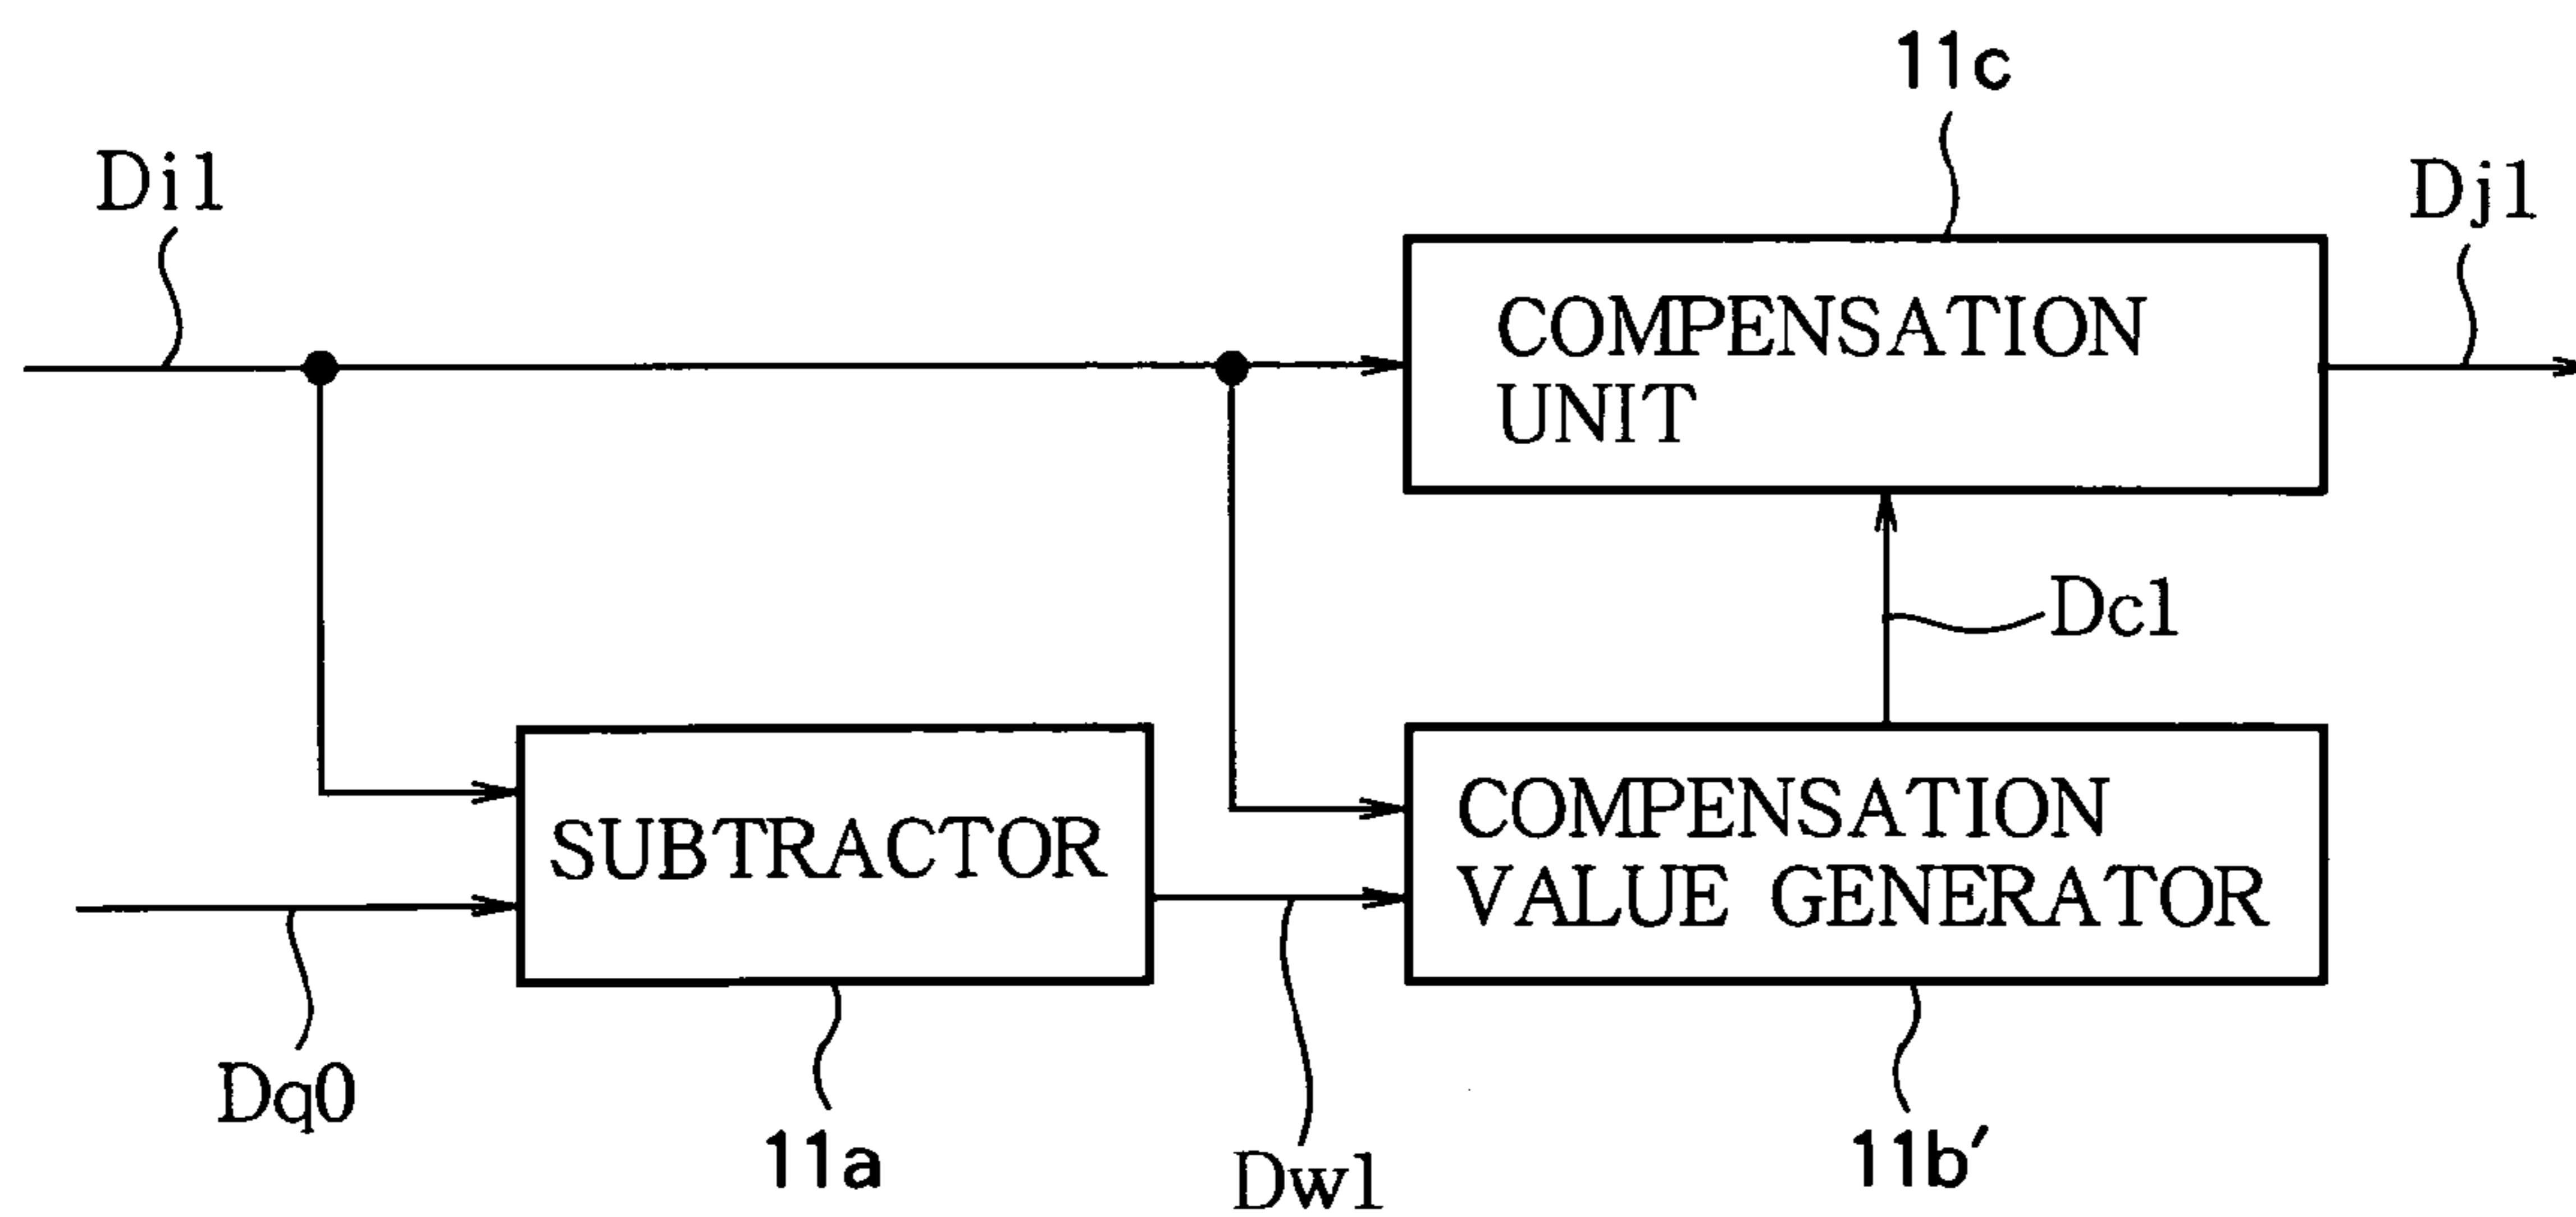 11c
Di1
Dj1
COMPENSATION
UNIT
Dc1
SUBTRACTOR
COMPENSATION
VALUE GENERATOR
Dq0
11a
Dw1
11b′